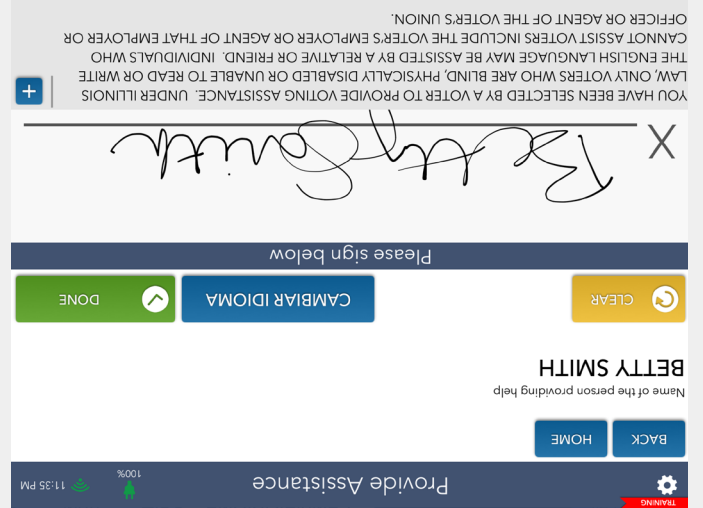 TRAINING
Provide Assistance
100%
11:35 PM
BACK
HOME
Name of the person providing help
BETTY SMITH
CLEAR
CAMBIAR IDIOMA
DONE
Please sign below
X Betty Smith
YOU HAVE BEEN SELECTED BY A VOTER TO PROVIDE VOTING ASSISTANCE. UNDER ILLINOIS
LAW, ONLY VOTERS WHO ARE BLIND, PHYSICALLY DISABLED OR UNABLE TO READ OR WRITE
THE ENGLISH LANGUAGE MAY BE ASSISTED BY A RELATIVE OR FRIEND. INDIVIDUALS WHO
CANNOT ASSIST VOTERS INCLUDE THE VOTER'S EMPLOYER OR AGENT OF THAT EMPLOYER OR
OFFICER OR AGENT OF THE VOTER'S UNION.
+